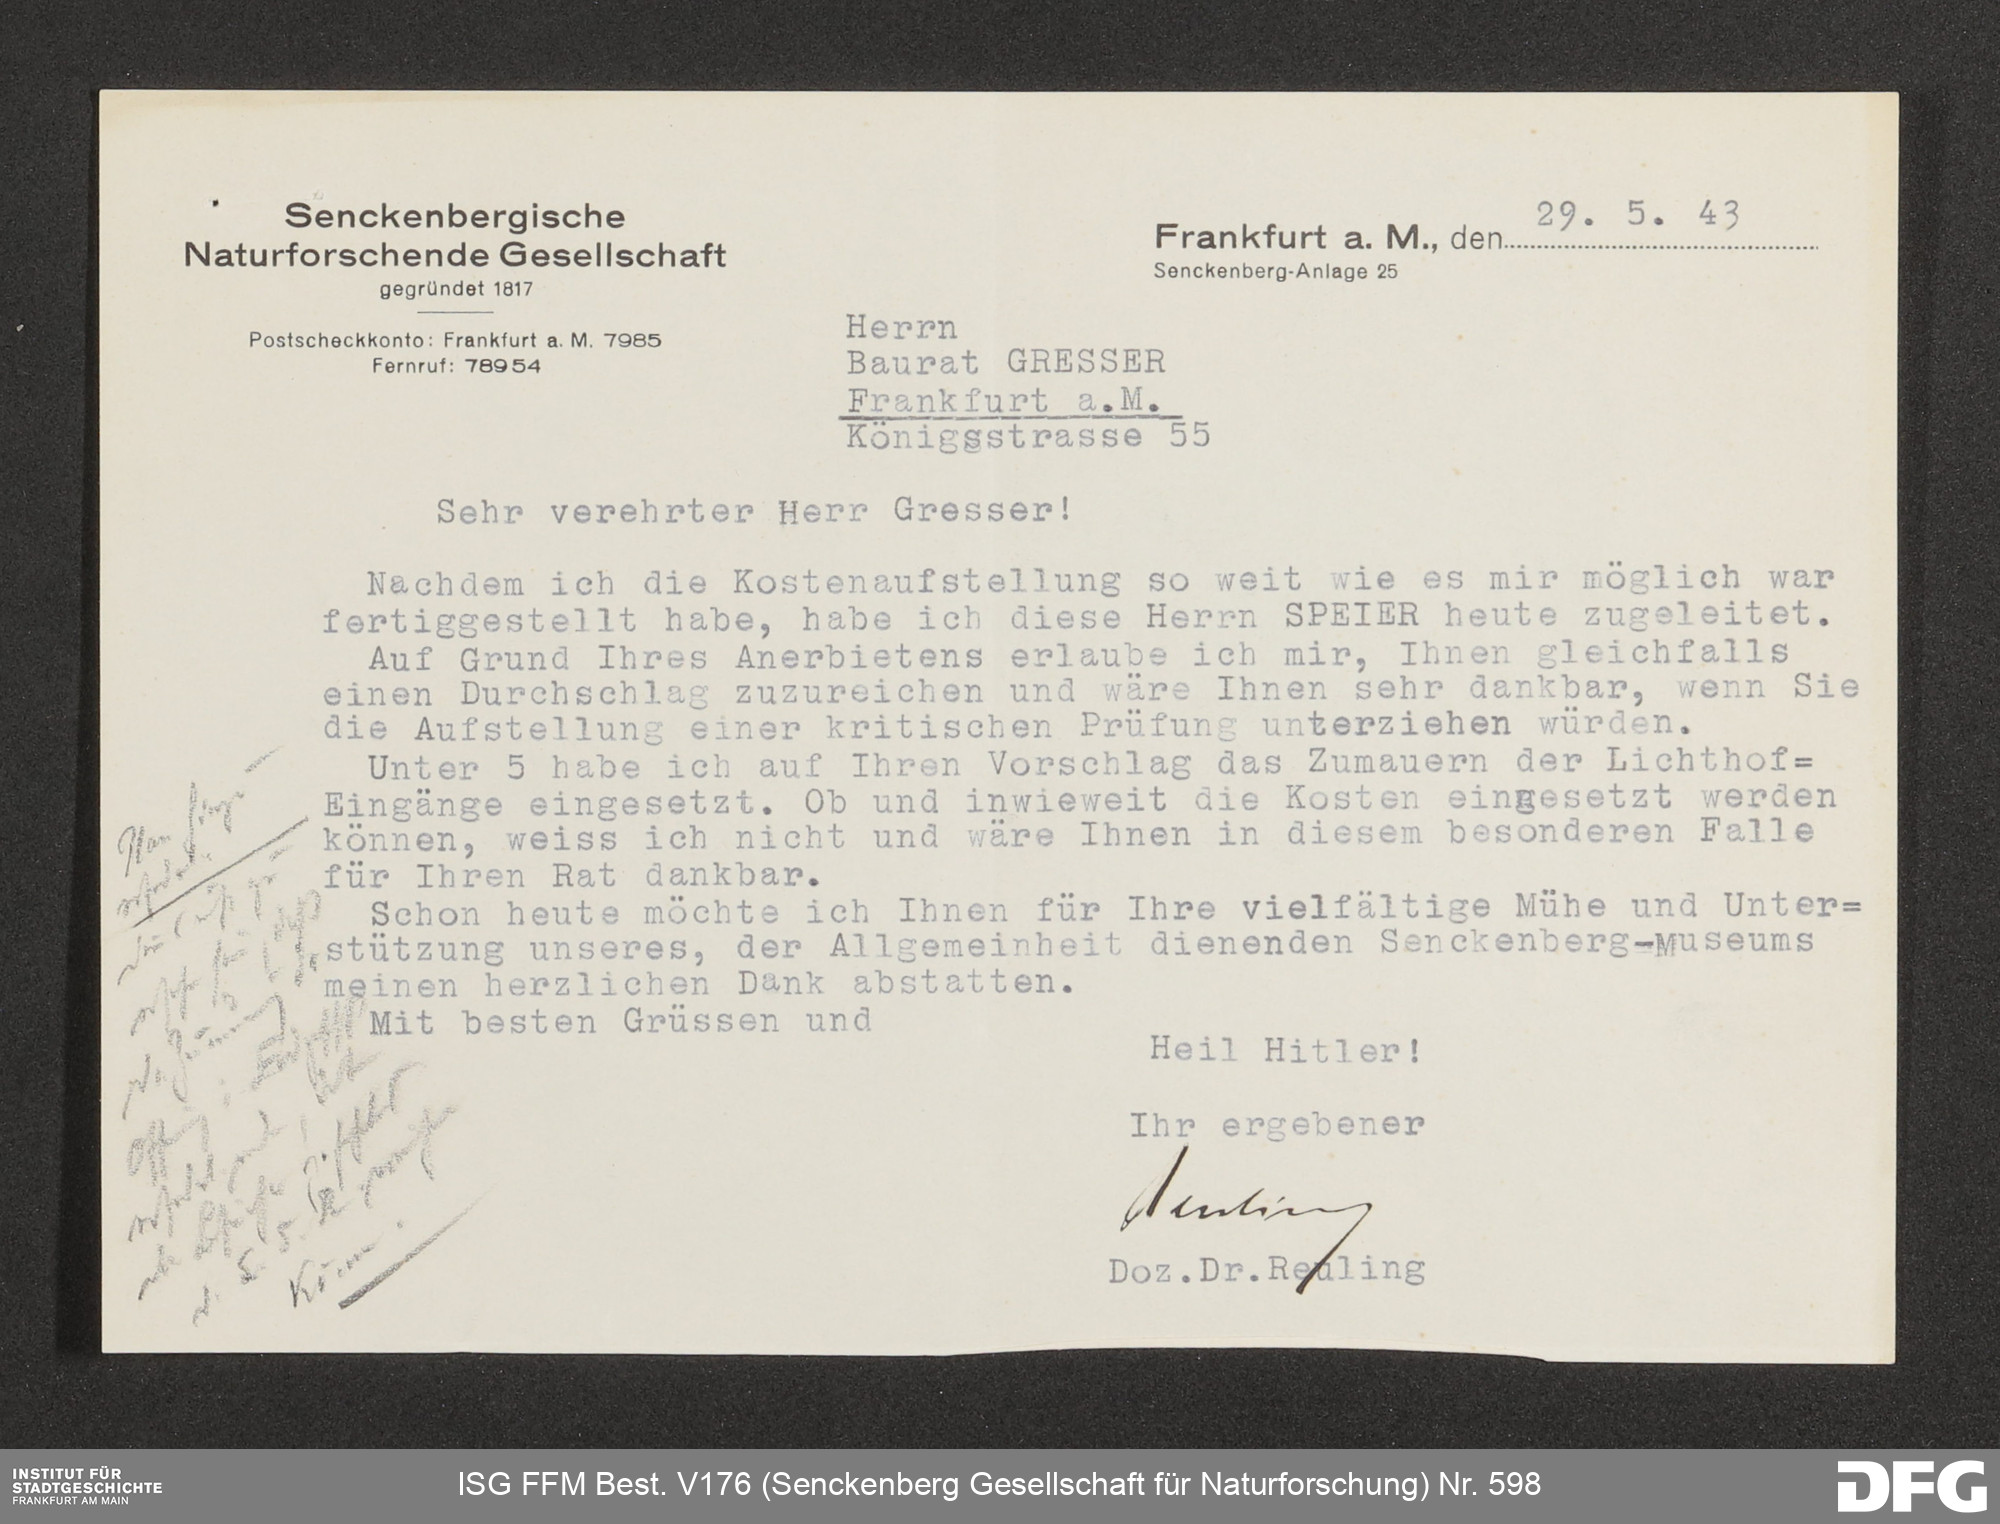 Senckenbergische
Naturforschende Gesellschaft
gegründet 1817
Postscheckkonto: Frankfurt a. M. 7985
Fernruf: 78954
Frankfurt a. M., den 29. 5. 43
Senckenberg-Anlage 25
Herrn
Baurat GRESSER
Frankfurt a.M.
Königsstrasse 55
Sehr verehrter Herr Gresser!
Nachdem ich die Kostenaufstellung so weit wie es mir möglich war
fertiggestellt habe, habe ich diese Herrn SPEIER heute zugeleitet.
Auf Grund Ihres Anerbietens erlaube ich mir, Ihnen gleichfalls
einen Durchschlag zuzureichen und wäre Ihnen sehr dankbar, wenn Sie
die Aufstellung einer kritischen Prüfung unterziehen würden.
Unter 5 habe ich auf Ihren Vorschlag das Zumauern der Lichthof=
Eingänge eingesetzt. Ob und inwieweit die Kosten eingesetzt werden
können, weiss ich nicht und wäre Ihnen in diesem besonderen Falle
für Ihren Rat dankbar.
Schon heute möchte ich Ihnen für Ihre vielfältige Mühe und Unter=
stützung unseres, der Allgemeinheit dienenden Senckenberg-Museums
meinen herzlichen Dank abstatten.
Mit besten Grüssen und
Heil Hitler!
Ihr ergebener
Reuling
Doz.Dr.Reuling
INSTITUT FÜR
STADTGESCHICHTE
FRANKFURT AM MAIN
ISG FFM Best. V176 (Senckenberg Gesellschaft für Naturforschung) Nr. 598
DFG